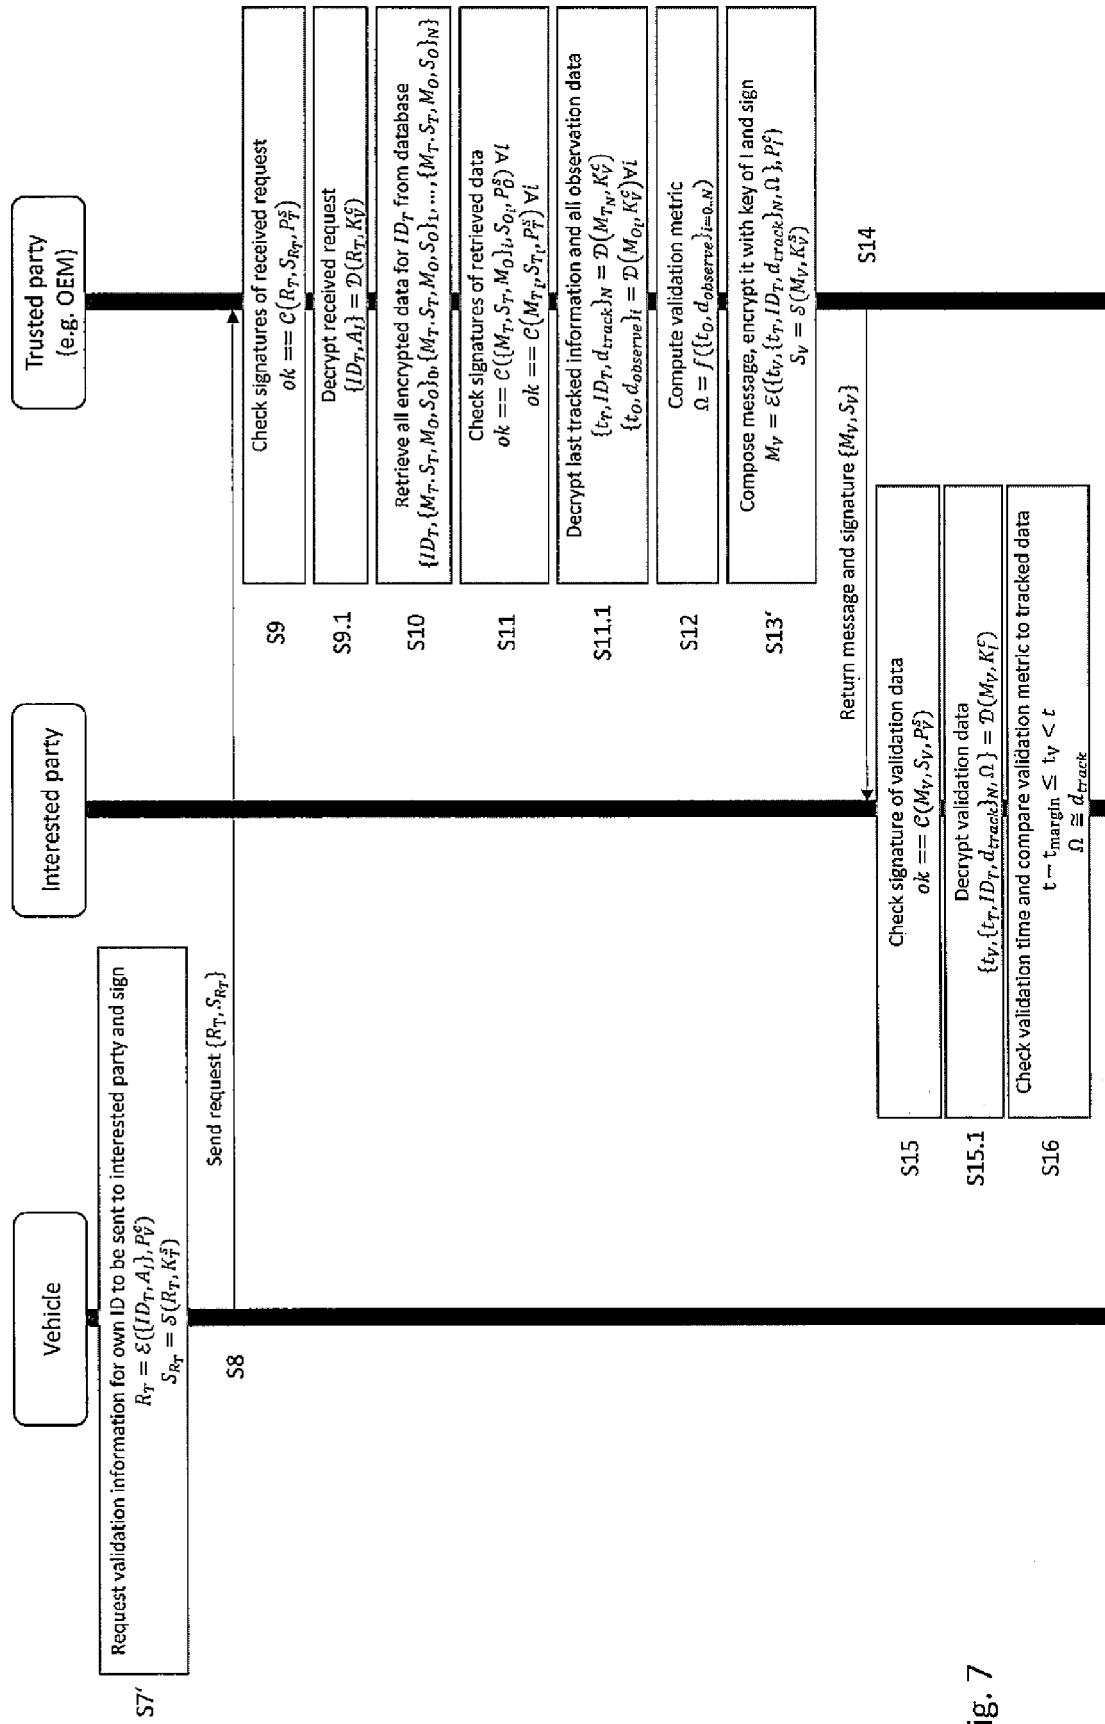 Vehicle
Interested party
Trusted party
(e.g. OEM)
S7'
Request validation information for own ID to be sent to interested party and sign
R_T = ℰ({ID_T, A_I}, P_V^c)
S_{R_T} = 𝒮(R_T, K_T^s)
S8
Send request {R_T, S_{R_T}}
S9
Check signatures of received request
ok == 𝒞(R_T, S_{R_T}, P_T^s)
S9.1
Decrypt received request
{ID_T, A_I} = 𝒟(R_T, K_V^c)
S10
Retrieve all encrypted data for ID_T from database
{ID_T, {M_T, S_T, M_O, S_O}_0, {M_T, S_T, M_O, S_O}_1, ..., {M_T, S_T, M_O, S_O}_N}
S11
Check signatures of retrieved data
ok == 𝒞({M_T, S_T, M_O}_i, S_{O_i}, P_O^s) ∀i
ok == 𝒞(M_{T_i}, S_{T_i}, P_T^s) ∀i
S11.1
Decrypt last tracked information and all observation data
{t_T, ID_T, d_track}_N = 𝒟(M_{T_N}, K_V^c)
{t_O, d_observe}_i = 𝒟(M_{O_i}, K_V^c) ∀i
S12
Compute validation metric
Ω = f({t_O, d_observe}_{i=0..N})
S13'
Compose message, encrypt it with key of I and sign
M_V = ℰ({t_V, {t_T, ID_T, d_track}_N, Ω}, P_I^c)
S_V = 𝒮(M_V, K_V^s)
S14
Return message and signature {M_V, S_V}
S15
Check signature of validation data
ok == 𝒞(M_V, S_V, P_V^s)
S15.1
Decrypt validation data
{t_V, {t_T, ID_T, d_track}_N, Ω} = 𝒟(M_V, K_I^c)
S16
Check validation time and compare validation metric to tracked data
t − t_margin ≤ t_V < t
Ω ≅ d_track
ig. 7